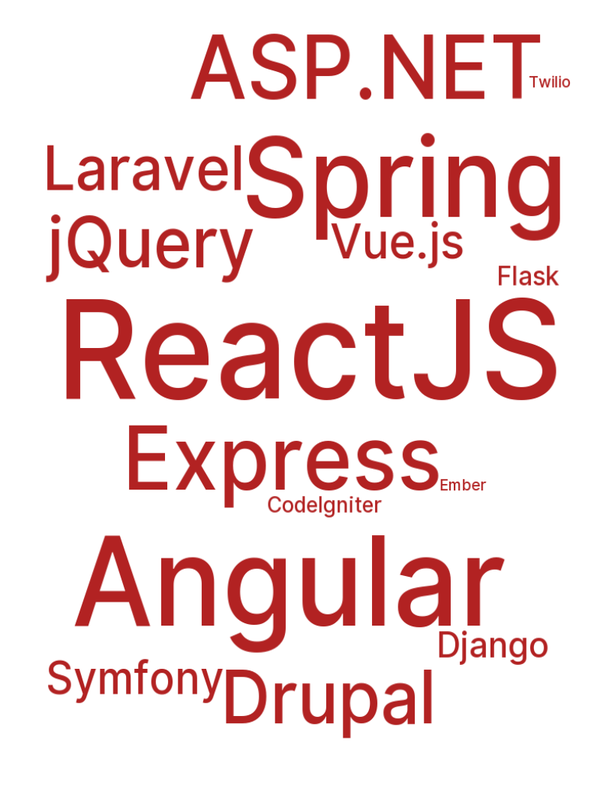 ASP.NET
Twilio
Laravel
Spring
jQuery
Vue.js
Flask
ReactJS
Express
Ember
CodeIgniter
Angular
Django
Symfony
Drupal